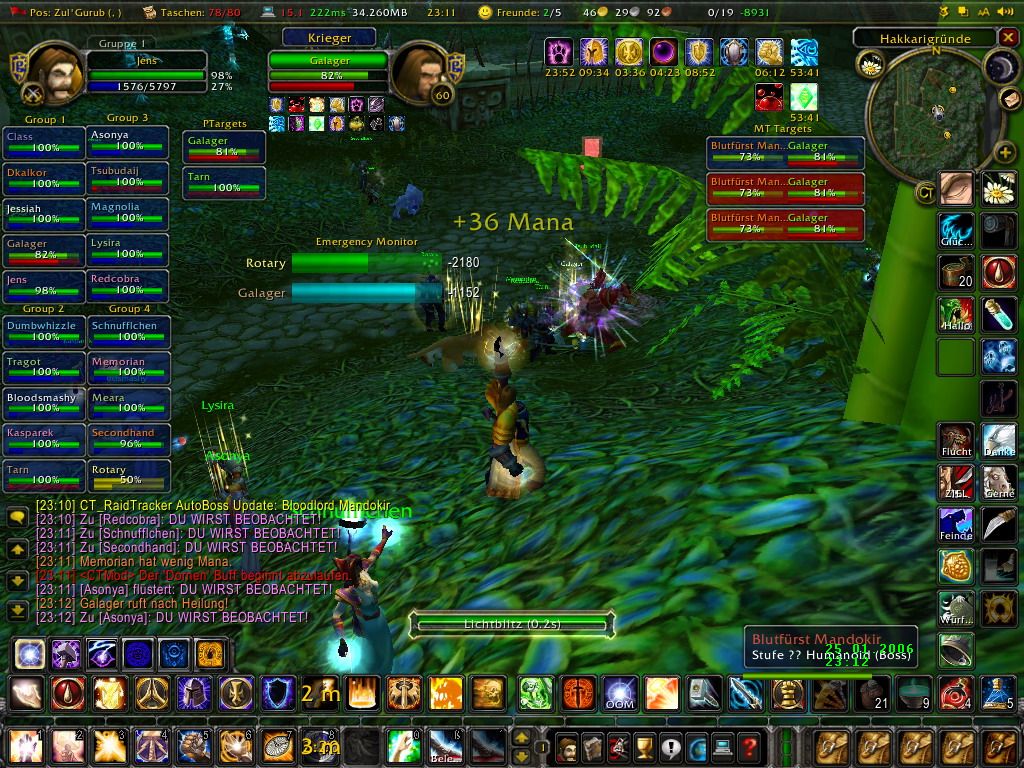 Pos: Zul'Gurub (, ) Taschen: 78/80 15.1 222ms 34.260MB 23:11 Freunde: 2/5 46 29 92 0/19 -8931
Gruppe 1
Krieger
Hakkarigründe
Jens
98%
1576/5797
27%
Galager
82%
60
23:52 09:34 03:36 04:23 08:52 06:12 53:41
53:41
N
Group 1
Group 3
PTargets
MT Targets
Class
100%
Asonya
100%
Galager
81%
Blutfürst Man...Galager
73% 81%
Dkalkor
100%
Tsubudaij
100%
Tarn
100%
Blutfürst Man...Galager
73% 81%
Jessiah
100%
Magnolia
100%
Blutfürst Man...Galager
73% 81%
CT
+36 Mana
Galager
82%
Lysira
100%
Emergency Monitor
Rotary -2180
Galager -1152
Jens
98%
Redcobra
100%
Group 2
Group 4
Dumbwhizzle
100%
Schnufflchen
100%
Tragot
100%
Memorian
100%
Bloodsmashy
100%
Meara
100%
Kasparek
100%
Secondhand
96%
Tarn
100%
Rotary
50%
Lysira
Asonya
Glüc...
20
Hallo
Flucht
Danke
ZIEL
Gerne
Feinde
Wurf...
[23:10] CT_RaidTracker AutoBoss Update: Bloodlord Mandokir
[23:10] Zu [Redcobra]: DU WIRST BEOBACHTET!
[23:11] Zu [Schnufflchen]: DU WIRST BEOBACHTET!
[23:11] Zu [Secondhand]: DU WIRST BEOBACHTET!
[23:11] Memorian hat wenig Mana.
[23:11] <CTMod> Der 'Dornen' Buff beginnt abzulaufen.
[23:11] [Asonya] flüstert: DU WIRST BEOBACHTET!
[23:12] Galager ruft nach Heilung!
[23:12] Zu [Asonya]: DU WIRST BEOBACHTET!
Lichtblitz (0.2s)
Blutfürst Mandokir
Stufe ?? Humanoid (Boss)
25.01.2006
23:12
2 m
OOM
21
9
4
5
3 m
Bele...